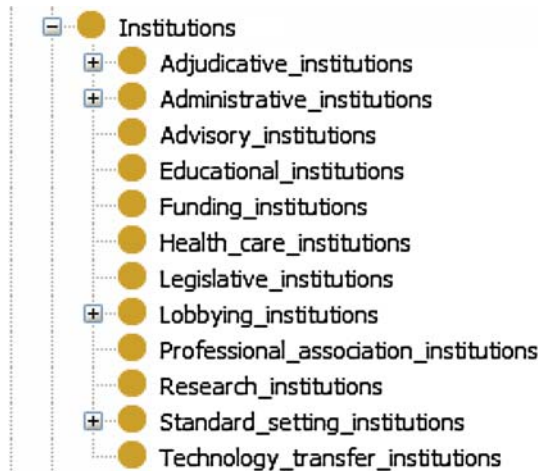 Institutions
Adjudicative_institutions
Administrative_institutions
Advisory_institutions
Educational_institutions
Funding_institutions
Health_care_institutions
Legislative_institutions
Lobbying_institutions
Professional_association_institutions
Research_institutions
Standard_setting_institutions
Technology_transfer_institutions